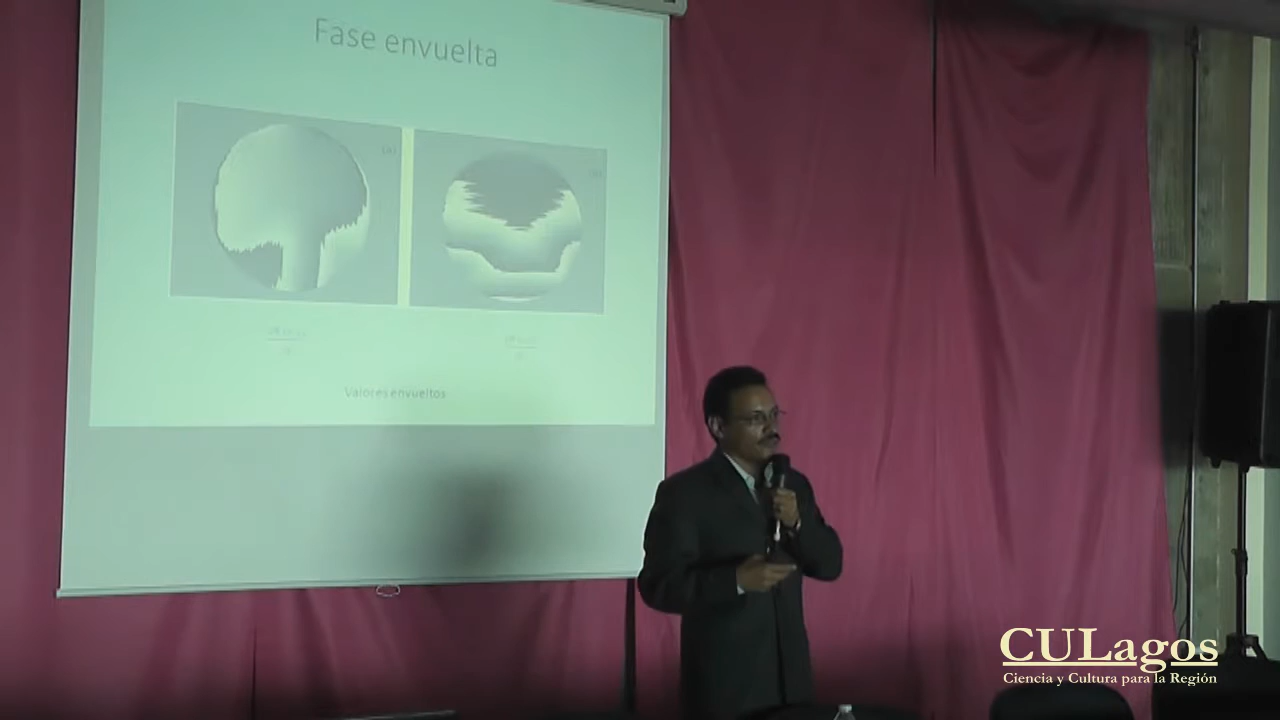 Fase envuelta
(a)
Valores envueltos
CULagos
Ciencia y Cultura para la Región